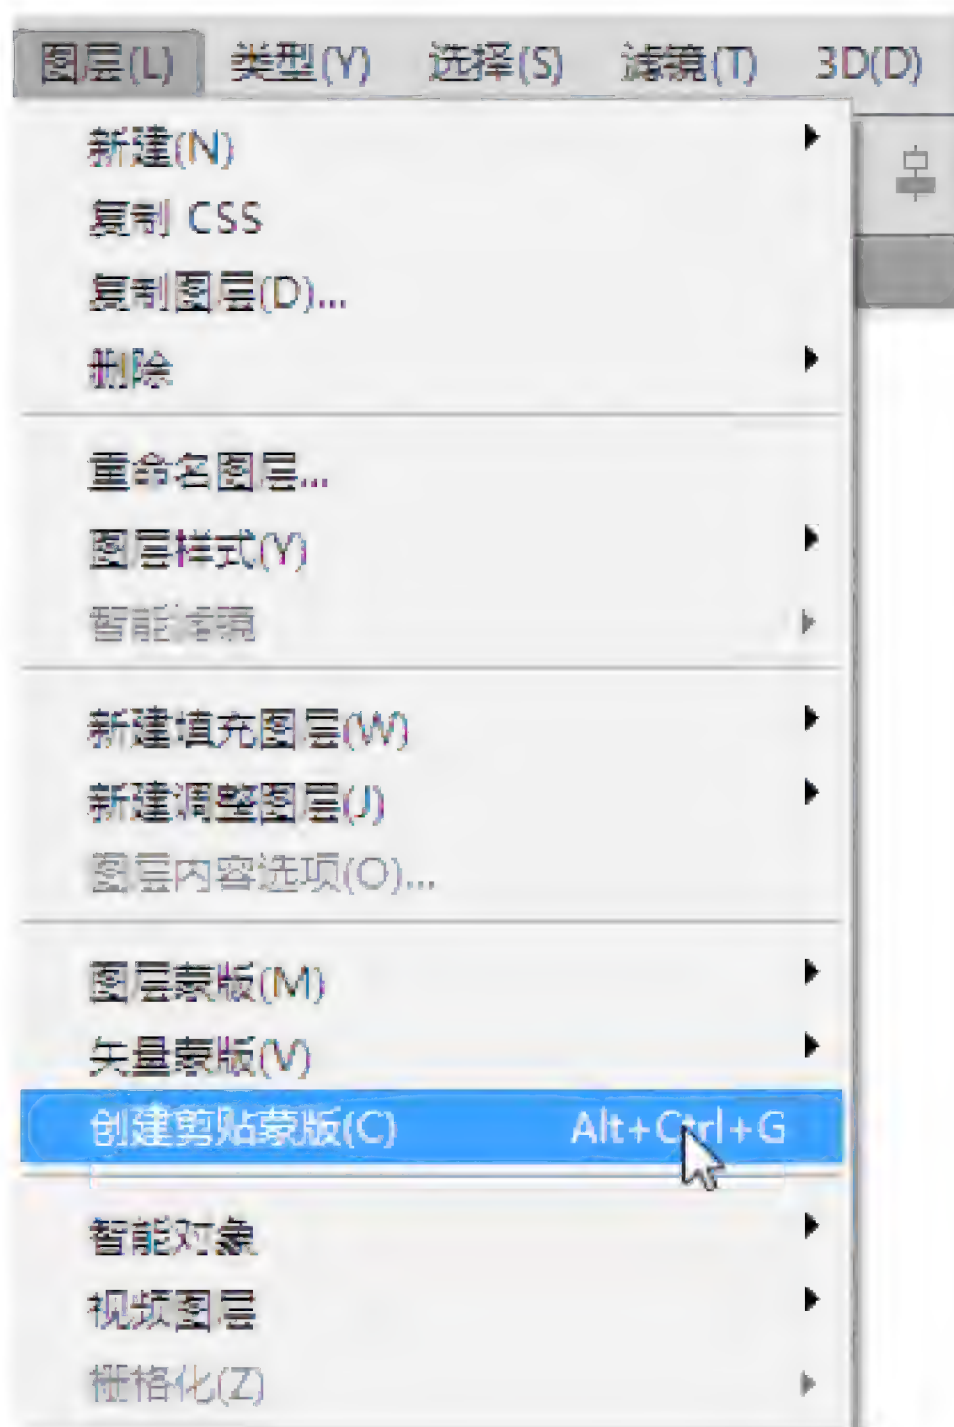 图层(L) 类型(Y) 选择(S) 滤镜(T) 3D(D)
新建(N)
复制 CSS
复制图层(D)...
删除
重命名图层...
图层样式(Y)
智能滤镜
新建填充图层(W)
新建调整图层(J)
图层内容选项(O)...
图层蒙版(M)
矢量蒙版(V)
创建剪贴蒙版(C) Alt+Ctrl+G
智能对象
视频图层
栅格化(Z)